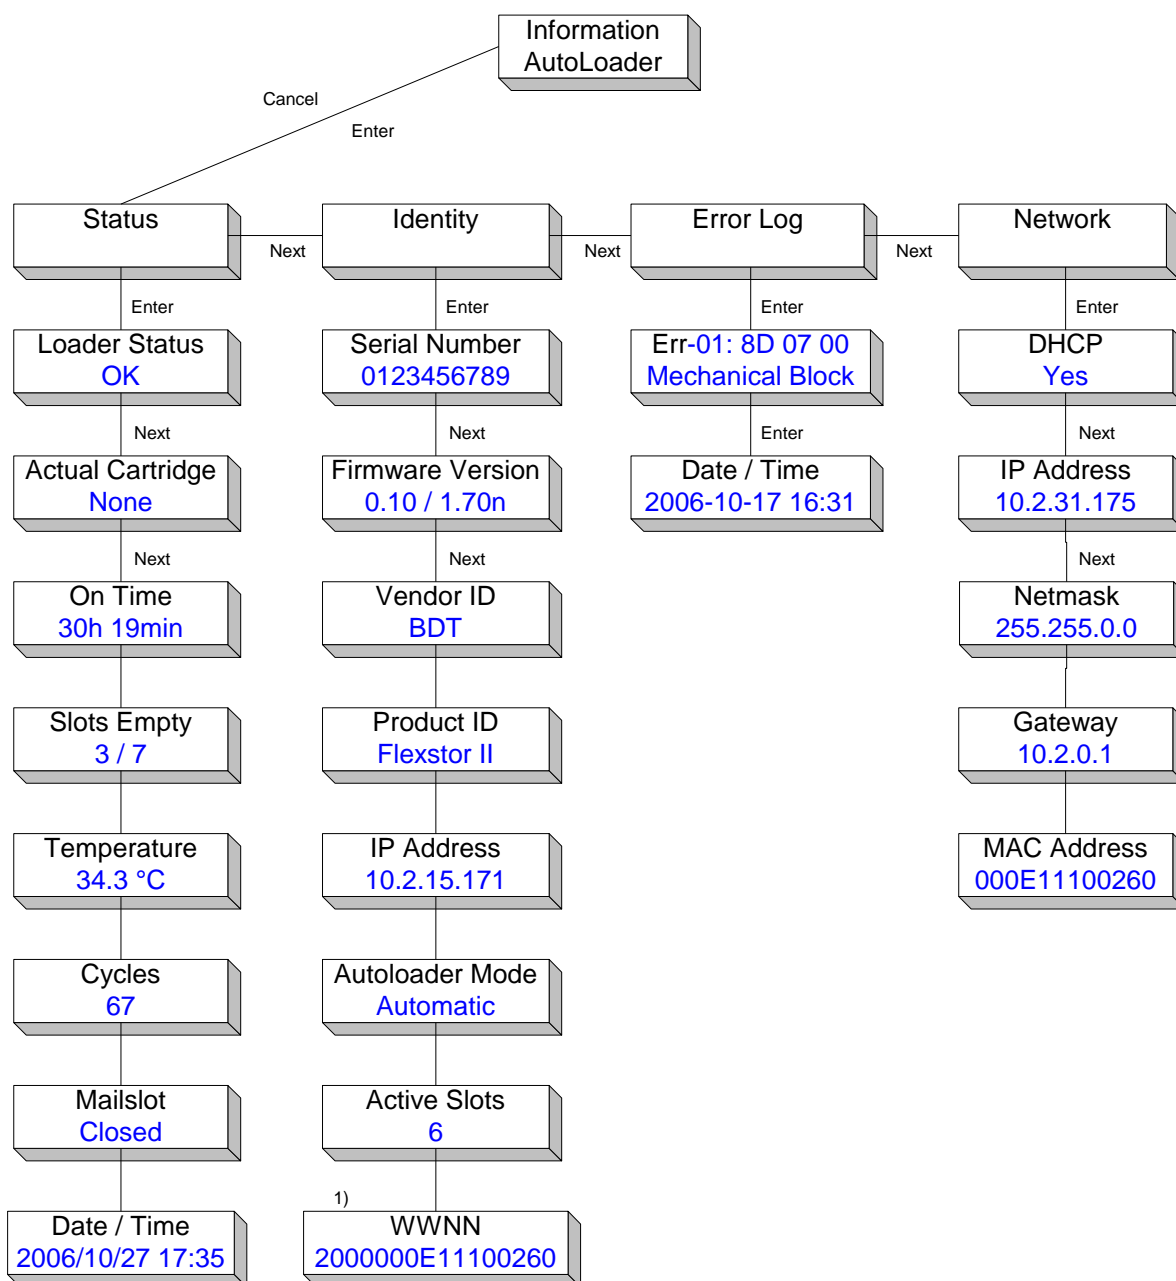 Information
AutoLoader
Cancel
Enter
Status
Next
Identity
Next
Error Log
Next
Network
Enter
Loader Status
OK
Next
Actual Cartridge
None
Next
On Time
30h 19min
Slots Empty
3 / 7
Temperature
34.3 °C
Cycles
67
Mailslot
Closed
Date / Time
2006/10/27 17:35
Enter
Serial Number
0123456789
Next
Firmware Version
0.10 / 1.70n
Next
Vendor ID
BDT
Product ID
Flexstor II
IP Address
10.2.15.171
Autoloader Mode
Automatic
Active Slots
6
1)
WWNN
2000000E11100260
Enter
Err-01: 8D 07 00
Mechanical Block
Enter
Date / Time
2006-10-17 16:31
Enter
DHCP
Yes
Next
IP Address
10.2.31.175
Next
Netmask
255.255.0.0
Gateway
10.2.0.1
MAC Address
000E11100260